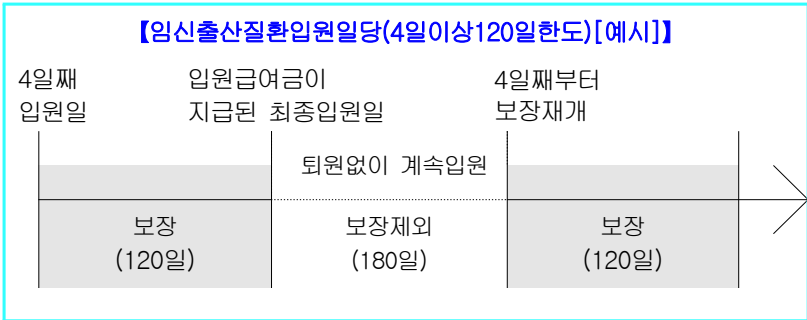 【임신출산질환입원일당(4일이상120일한도)[예시]】
4일째
입원일
입원급여금이
지급된 최종입원일
4일째부터
보장재개
퇴원없이 계속입원
보장
(120일)
보장제외
(180일)
보장
(120일)